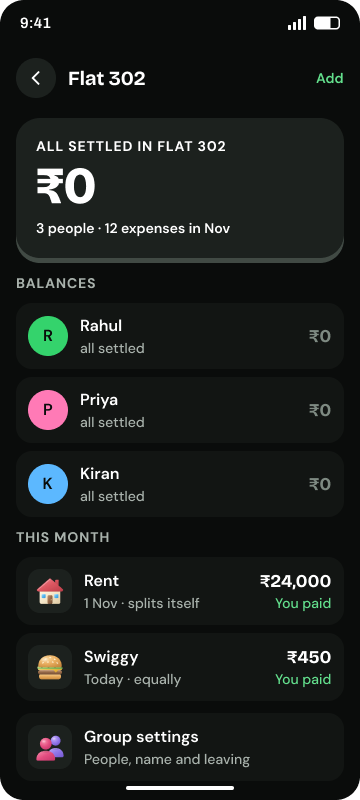 9:41
Flat 302
Add
ALL SETTLED IN FLAT 302
₹0
3 people · 12 expenses in Nov
BALANCES
R
Rahul
all settled
₹0
P
Priya
all settled
₹0
K
Kiran
all settled
₹0
THIS MONTH
Rent
₹24,000
1 Nov · splits itself
You paid
Swiggy
₹450
Today · equally
You paid
Group settings
People, name and leaving